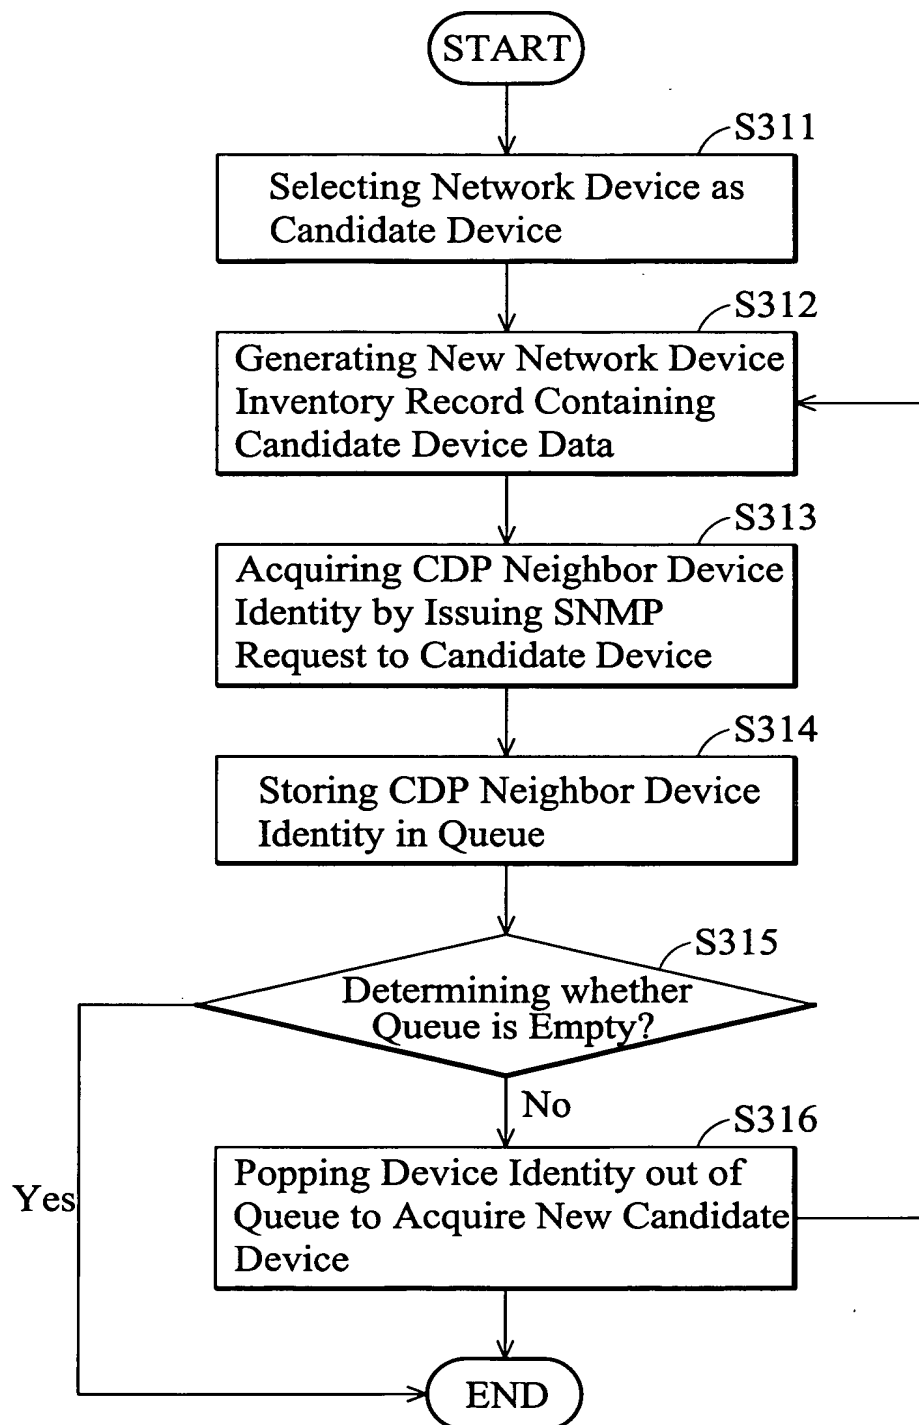 START
S311
Selecting Network Device as
Candidate Device
S312
Generating New Network Device
Inventory Record Containing
Candidate Device Data
S313
Acquiring CDP Neighbor Device
Identity by Issuing SNMP
Request to Candidate Device
S314
Storing CDP Neighbor Device
Identity in Queue
S315
Determining whether
Queue is Empty?
No
S316
Popping Device Identity out of
Queue to Acquire New Candidate
Device
Yes
END